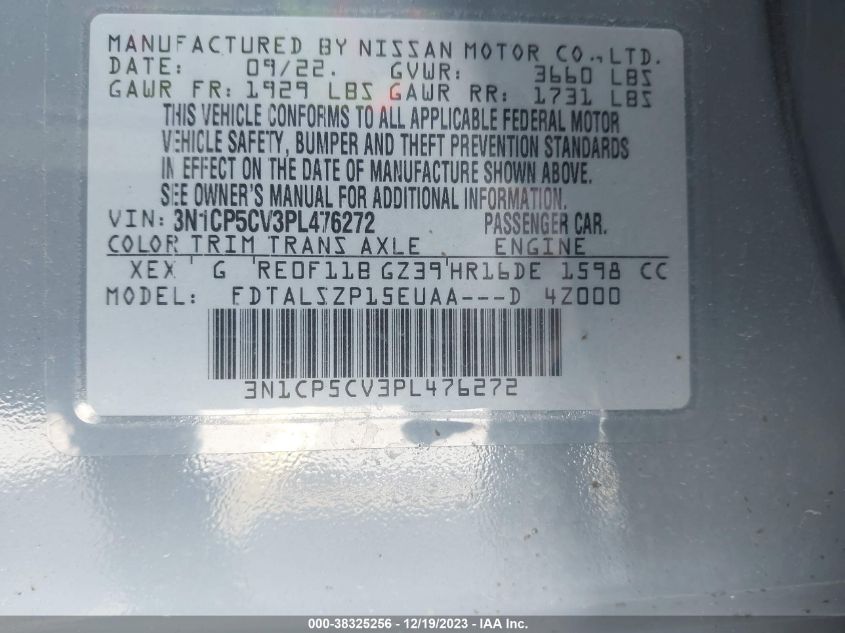 MANUFACTURED BY NISSAN MOTOR CO., LTD.
DATE: 09/22. GVWR: 3660 LBS
GAWR FR: 1929 LBS GAWR RR: 1731 LBS
THIS VEHICLE CONFORMS TO ALL APPLICABLE FEDERAL MOTOR
VEHICLE SAFETY, BUMPER AND THEFT PREVENTION STANDARDS
IN EFFECT ON THE DATE OF MANUFACTURE SHOWN ABOVE.
SEE OWNER'S MANUAL FOR ADDITIONAL INFORMATION.
VIN: 3N1CP5CV3PL476272 PASSENGER CAR.
COLOR TRIM TRANS AXLE ENGINE
XEX G RE0F11B GZ39 HR16DE 1598 CC
MODEL: FDTALSZP15EUAA---D 4Z000
3N1CP5CV3PL476272
000-38325256 - 12/19/2023 - IAA Inc.